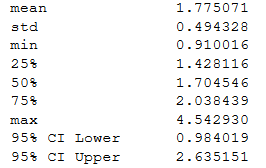 mean 1.775071
std 0.494328
min 0.910016
25% 1.428116
50% 1.704546
75% 2.038439
max 4.542930
95% CI Lower 0.984019
95% CI Upper 2.635151